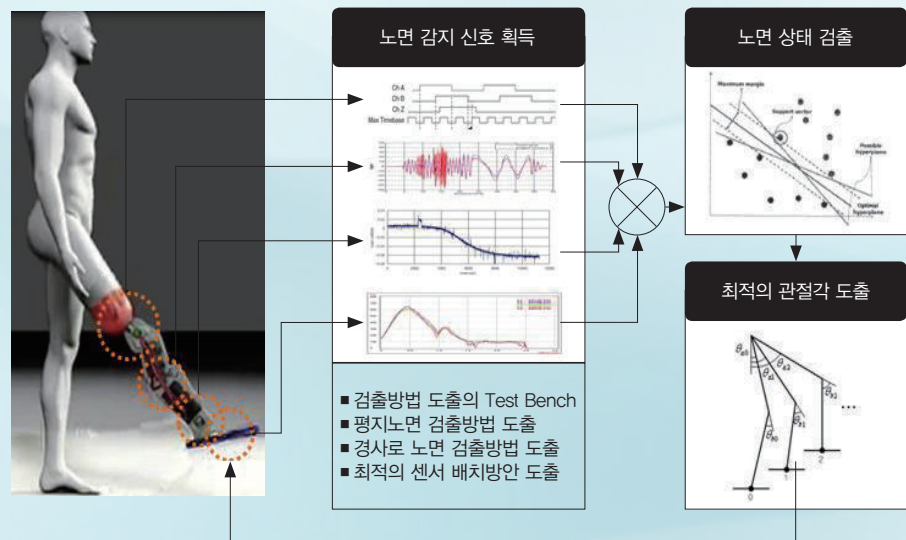 노면 감지 신호 획득
Ch A
Ch B
Ch Z
Max Timebase
■ 검출방법 도출의 Test Bench
■ 평지노면 검출방법 도출
■ 경사로 노면 검출방법 도출
■ 최적의 센서 배치방안 도출
노면 상태 검출
Maximum margin
Support vector
Possible hyperplane
Optimal hyperplane
최적의 관절각 도출
...
0
1
2